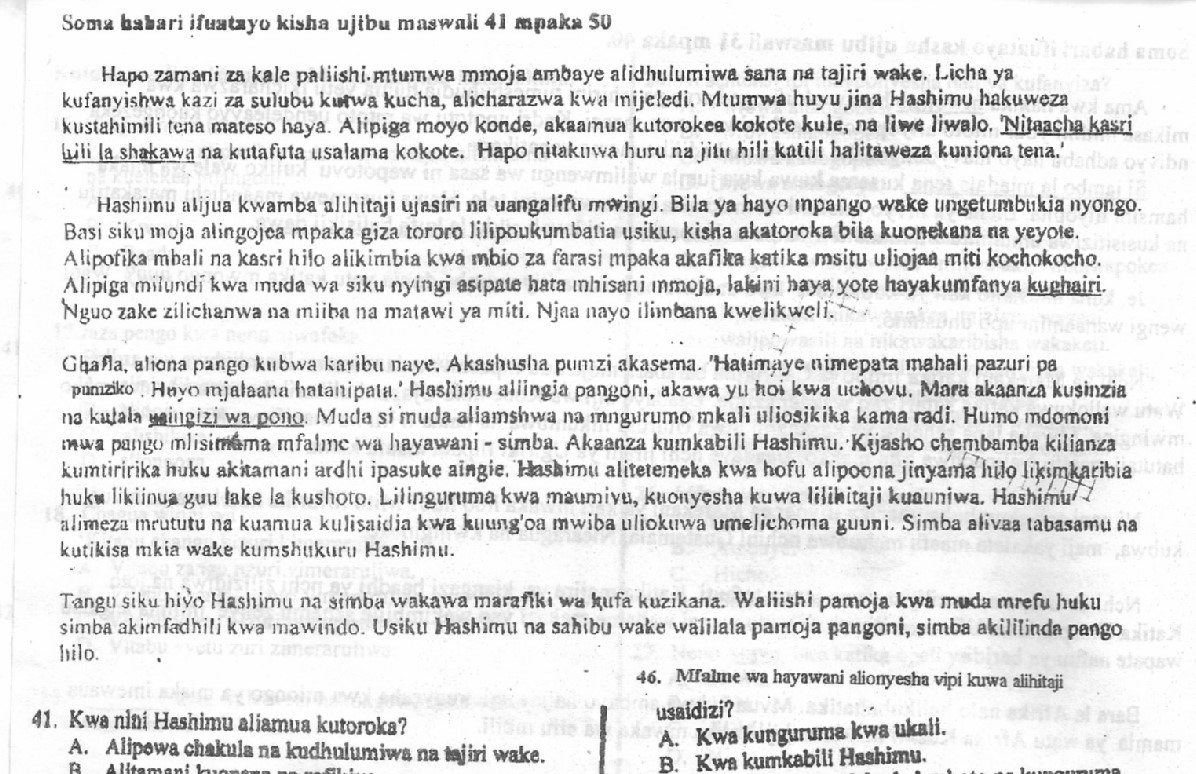 Soma habari ifuatayo kisha ujibu maswali 41 mpaka 50
Hapo zamani za kale paliishi mtumwa mmoja ambaye alidhulumiwa sana na tajiri wake. Licha ya
kufanyishwa kazi za sulubu kutwa kucha, alicharazwa kwa mijeledi. Mtumwa huyu jina Hashimu hakuweza
kustahimili tena mateso haya. Alipiga moyo konde, akaamua kutorokea kokote kule, na liwe liwalo. 'Nitaacha kasri
hili la shakawa na kutafuta usalama kokote. Hapo nitakuwa huru na jitu hili katili halitaweza kuniona tena.'
Hashimu alijua kwamba alihitaji ujasiri na uangalifu mwingi. Bila ya hayo mpango wake ungetumbukia nyongo.
Basi siku moja alingojea mpaka giza tororo lilipoukumbatia usiku, kisha akatoroka bila kuonekana na yeyote.
Alipofika mbali na kasri hilo alikimbia kwa mbio za farasi mpaka akafika katika msitu uliojaa miti kochokocho.
Alipiga milundi kwa muda wa siku nyingi asipate hata mhisani mmoja, lakini haya yote hayakumfanya kughairi.
Nguo zake zilichanwa na miiba na matawi ya miti. Njaa nayo ilimbana kwelikweli.
Ghafla, aliona pango kubwa karibu naye. Akashusha pumzi akasema, 'Hatimaye nimepata mahali pazuri pa
pumziko. Hayo mjalaana hatahipata.' Hashimu aliingia pangoni, akawa yu hoi kwa uchovu. Mara akaanza kusinzia
na kulala usingizi wa pono. Muda si muda aliamshwa na mnguruma mkali uliosikika kama radi. Humo ndani
mwa pango mlisimama mfalme wa hayawani - simba. Akaanza kumkabili Hashimu. Kijasho chembamba kilianza
kumtiririka huku akitamani ardhi ipasuke aingie. Hashimu alitetemeka kwa hofu alipoona jinyama hilo likimkaribia
huku likiinua guu lake la kushoto. Lilinguruma kwa maumivu, kuonyesha kuwa lilihitaji kuauniwa. Hashimu
alimeza mrututu na kuamua kulisaidia kwa kuung'oa mwiba uliokuwa umelichoma guuni. Simba alivaa tabasamu na
kutikisa mkia wake kumshukuru Hashimu.
Tangu siku hiyo Hashimu na simba wakawa marafiki wa kufa kuzikana. Waliishi pamoja kwa muda mrefu huku
simba akimfadhili kwa mawindo. Usiku Hashimu na sahibu wake walilala pamoja pangoni, simba akililinda pango
hilo.
41. Kwa nini Hashimu aliamua kutoroka?
A. Alipewa chakula na kudhulumiwa na tajiri wake.
46. Mfalme wa hayawani alionyesha vipi kuwa alihitaji
usaidizi?
A. Kwa kunguruma kwa ukali.
B. Kwa kumkabili Hashimu.